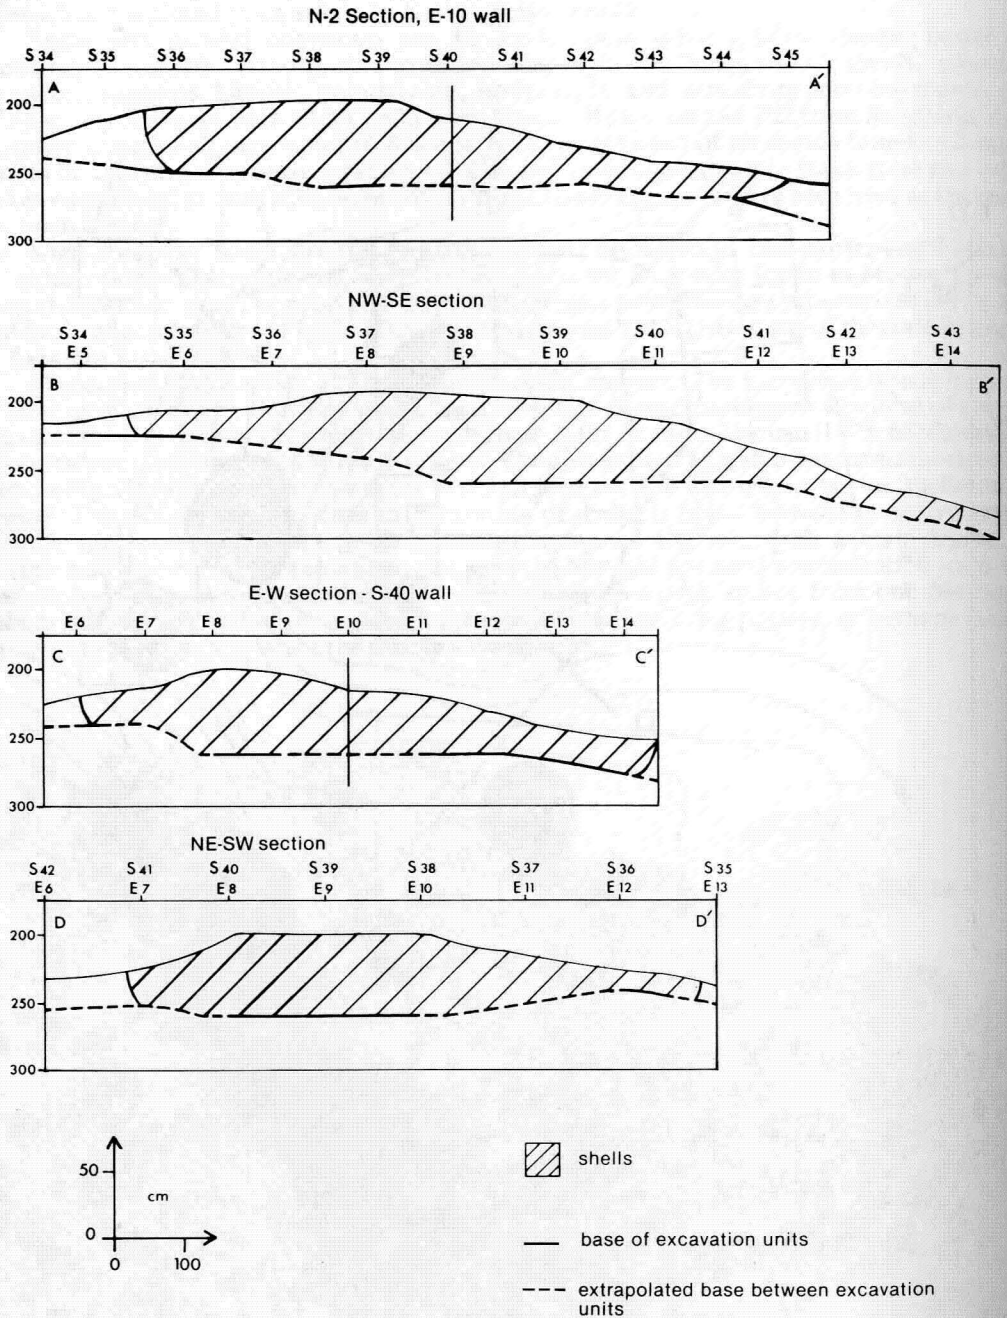 N-2 Section, E-10 wall
S 34 S 35 S 36 S 37 S 38 S 39 S 40 S 41 S 42 S 43 S 44 S 45
A A′
200
250
300
NW-SE section
S 34 S 35 S 36 S 37 S 38 S 39 S 40 S 41 S 42 S 43
E 5 E 6 E 7 E 8 E 9 E 10 E 11 E 12 E 13 E 14
B B′
200
250
300
E-W section - S-40 wall
E 6 E 7 E 8 E 9 E 10 E 11 E 12 E 13 E 14
C C′
200
250
300
NE-SW section
S 42 S 41 S 40 S 39 S 38 S 37 S 36 S 35
E 6 E 7 E 8 E 9 E 10 E 11 E 12 E 13
D D′
200
250
300
50
cm
0
0 100
shells
base of excavation units
extrapolated base between excavation
units